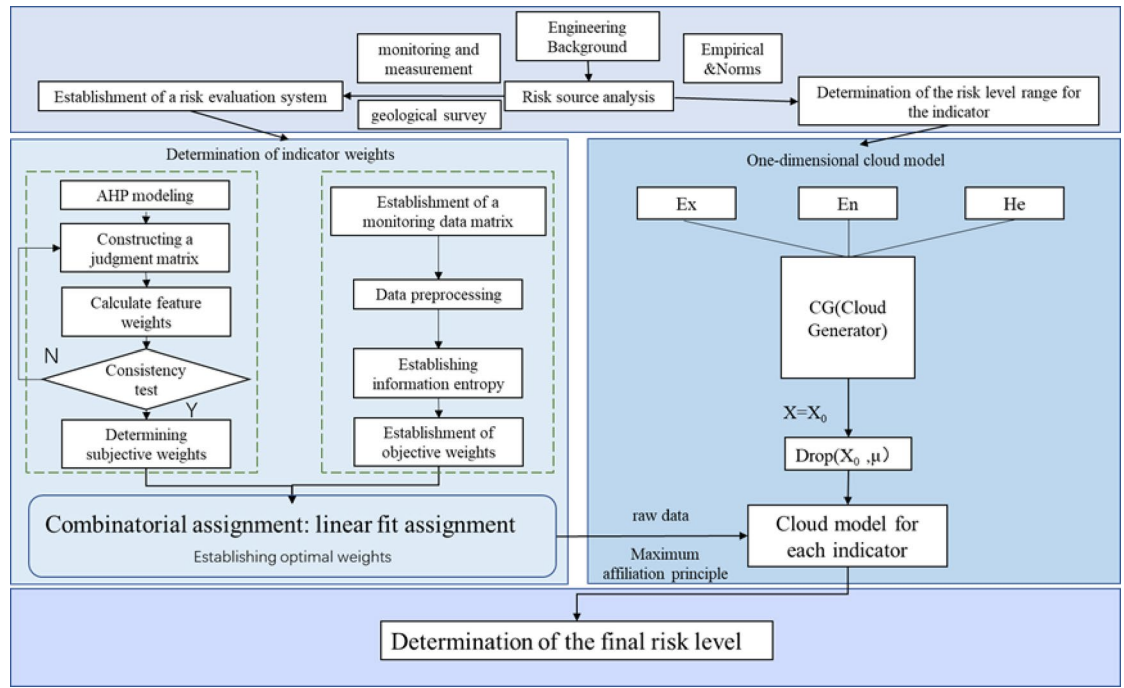 Engineering
Background
monitoring and
measurement
Empirical
&Norms
Establishment of a risk evaluation system
Risk source analysis
geological survey
Determination of the risk level range for
the indicator
Determination of indicator weights
AHP modeling
Constructing a
judgment matrix
Calculate feature
weights
N
Consistency
test
Y
Determining
subjective weights
Establishment of a
monitoring data matrix
Data preprocessing
Establishing
information entropy
Establishment of
objective weights
Combinatorial assignment: linear fit assignment
Establishing optimal weights
One-dimensional cloud model
Ex
En
He
CG(Cloud
Generator)
X=X₀
Drop(X₀ ,μ）
raw data
Maximum
affiliation principle
Cloud model for
each indicator
Determination of the final risk level